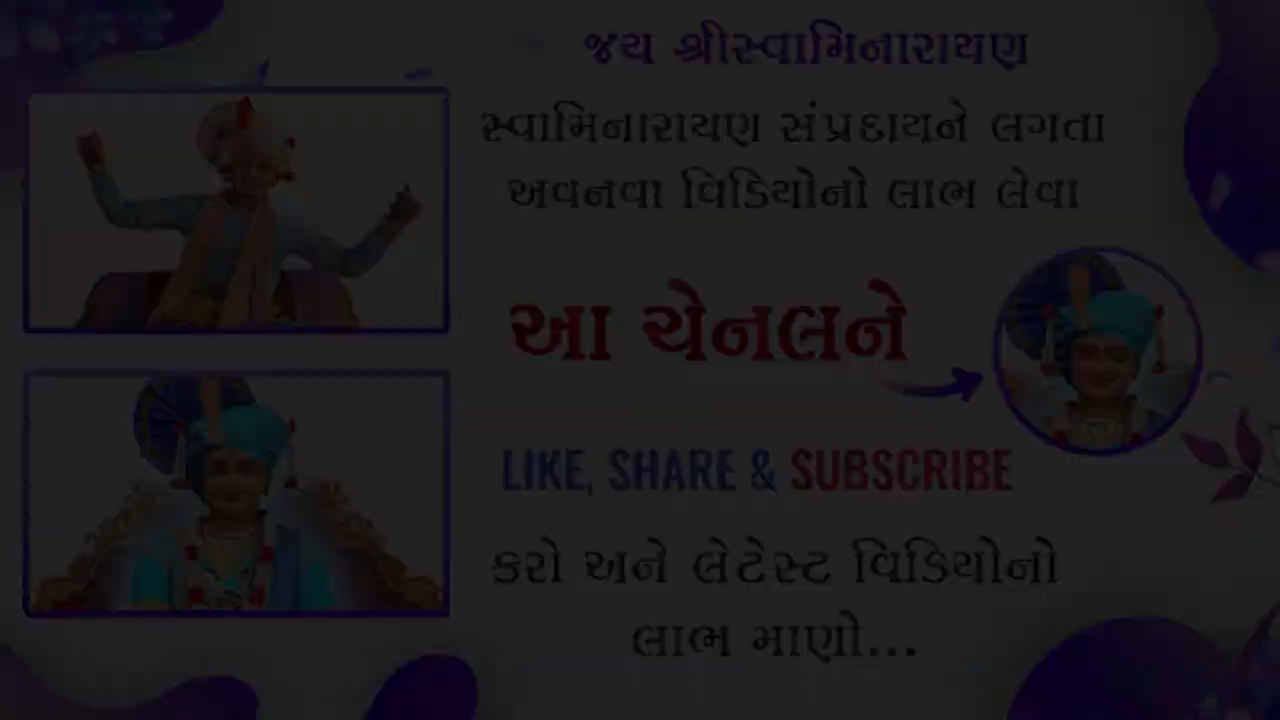 જય શ્રીસ્વામિનારાયણ
સ્વામિનારાયણ સંપ્રદાયને લગતા
અવનવા વિડિયોનો લાભ લેવા
આ ચેનલને
LIKE, SHARE & SUBSCRIBE
કરો અને લેટેસ્ટ વિડિયોનો
લાભ માણો...